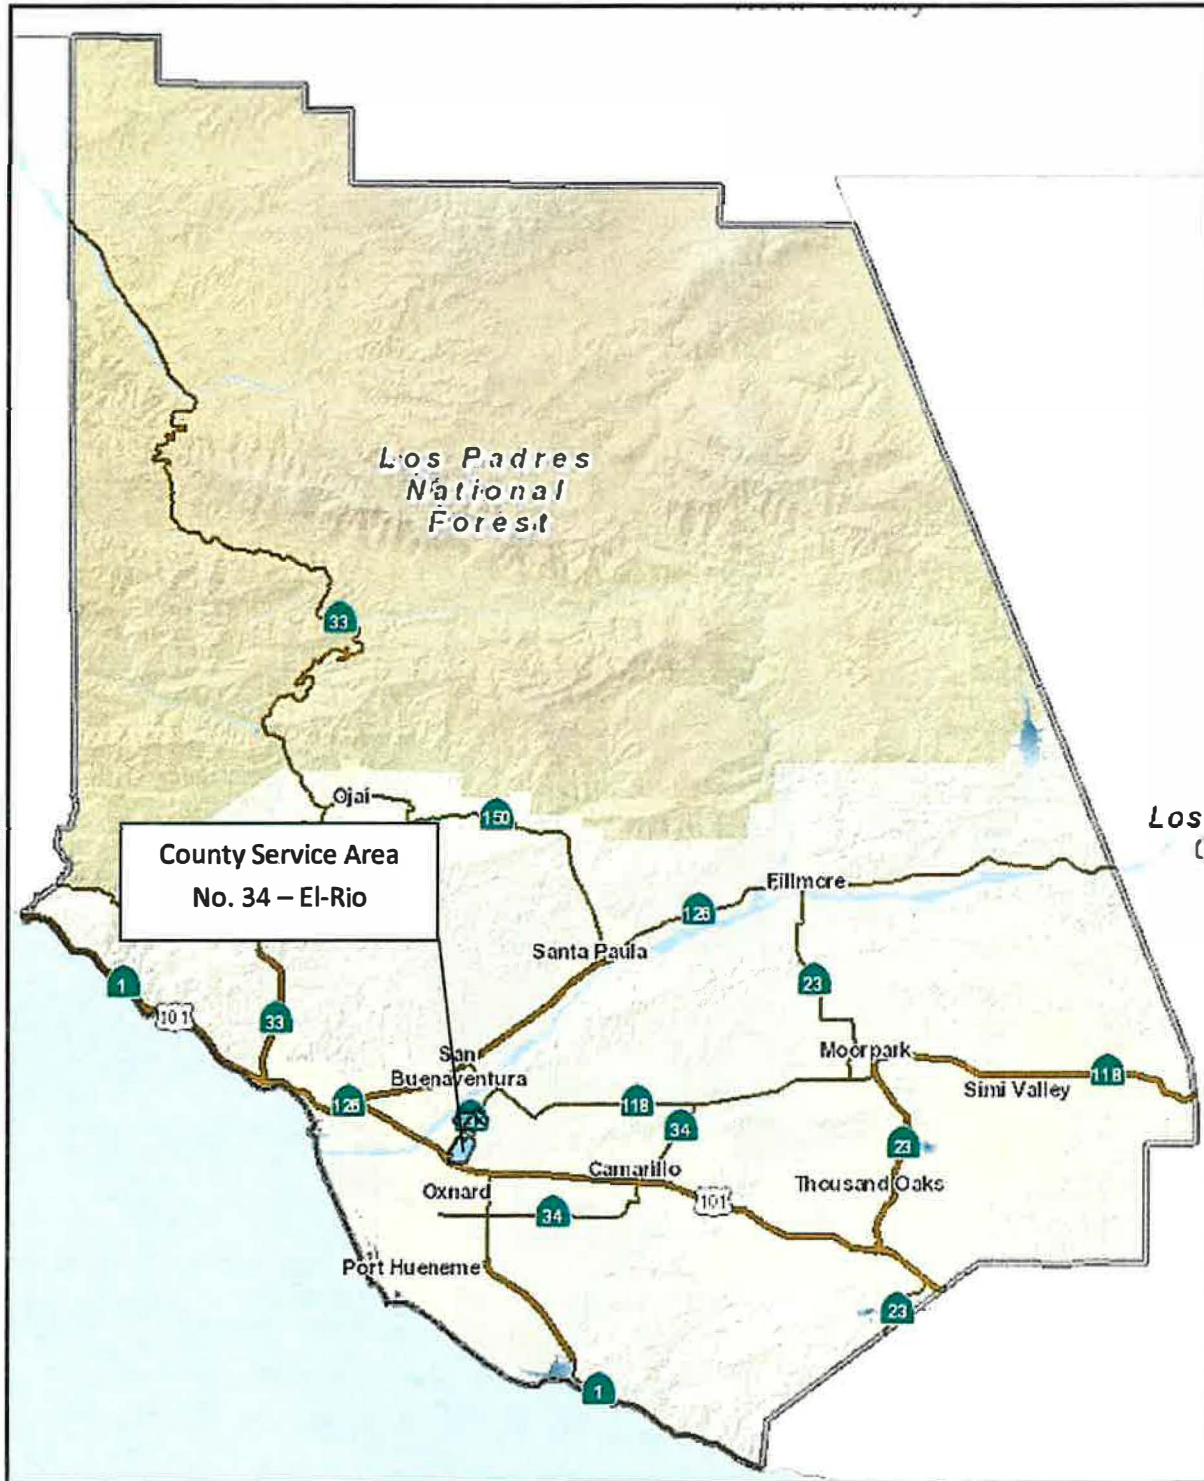 Los Padres
National
Forest
33
Ojai
150
County Service Area
No. 34 – El-Rio
Los
Fillmore
126
Santa Paula
1
101
33
23
San
Buenaventura
Moorpark
Simi Valley
118
126
118
34
23
Camarillo
Thousand Oaks
Oxnard
101
34
Port Hueneme
23
1